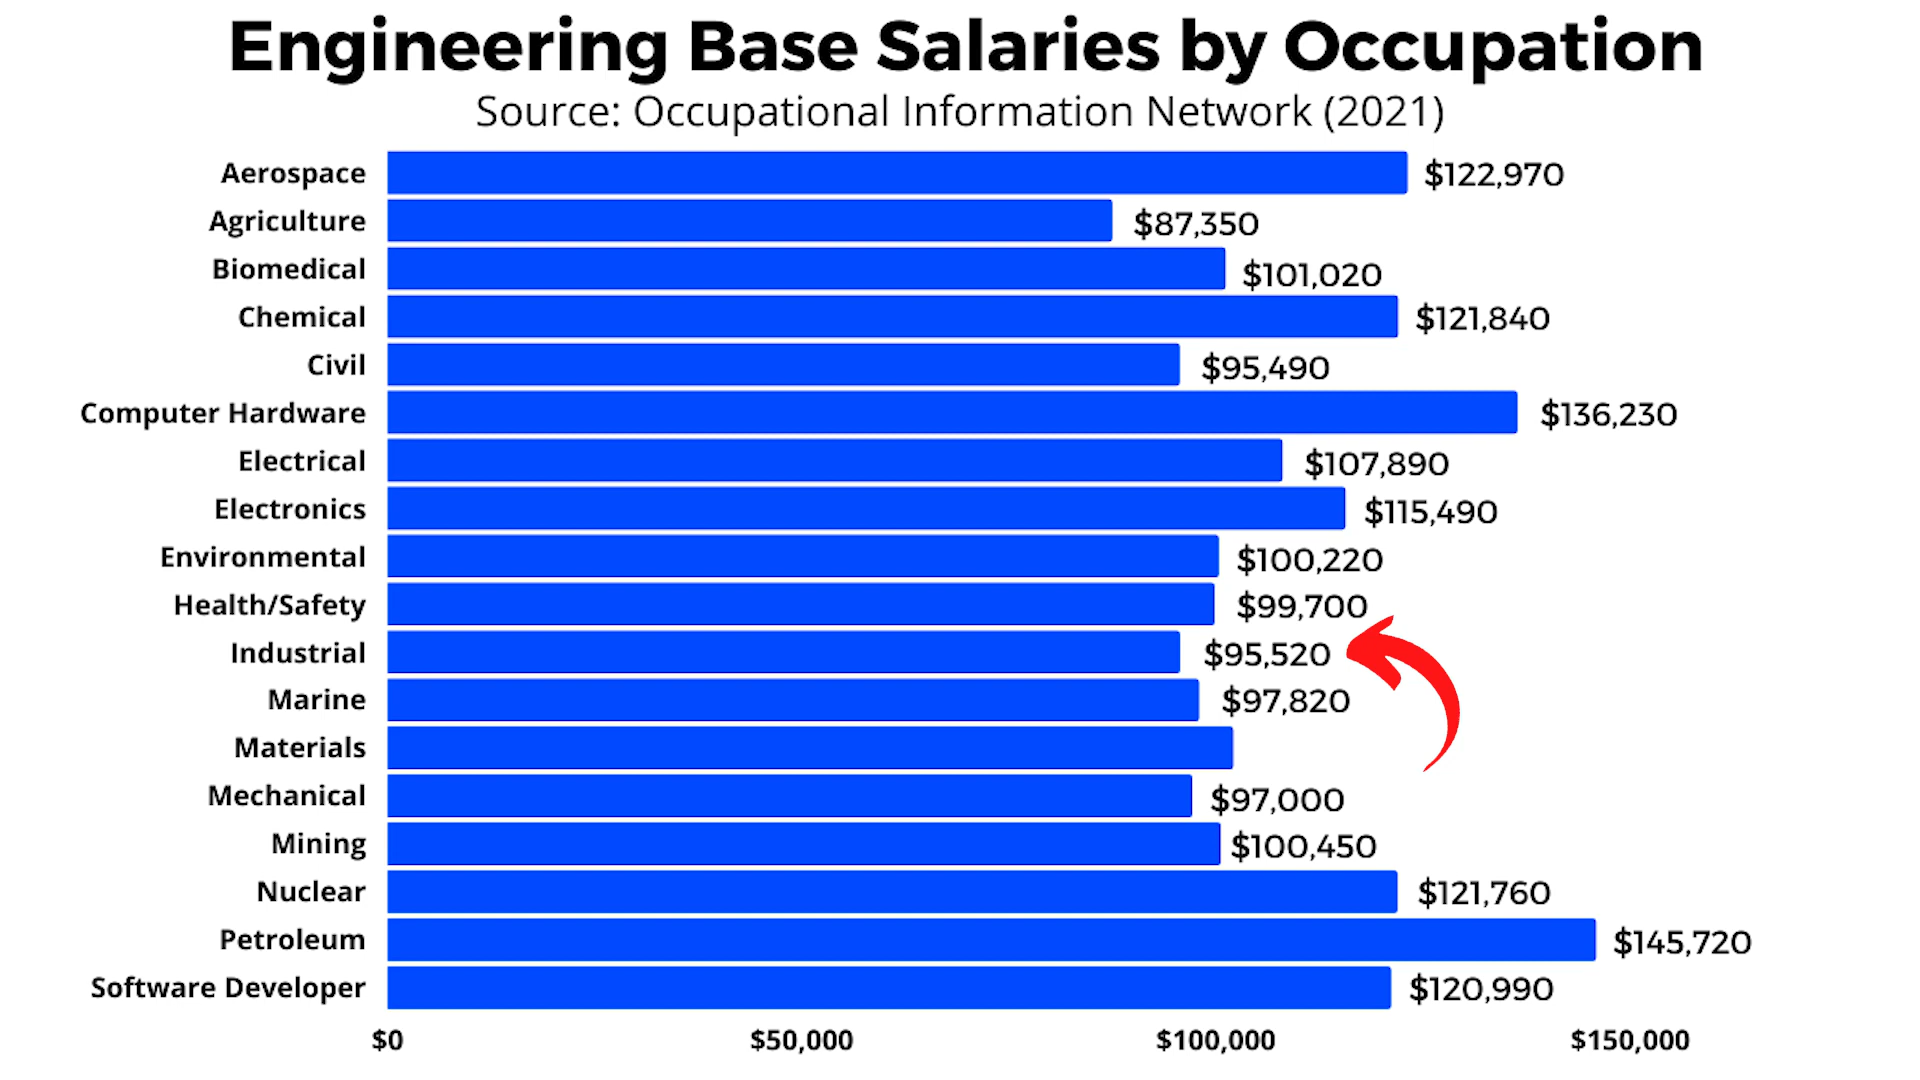 Engineering Base Salaries by Occupation
Source: Occupational Information Network (2021)
Aerospace $122,970
Agriculture $87,350
Biomedical $101,020
Chemical $121,840
Civil $95,490
Computer Hardware $136,230
Electrical $107,890
Electronics $115,490
Environmental $100,220
Health/Safety $99,700
Industrial $95,520
Marine $97,820
Materials
Mechanical $97,000
Mining $100,450
Nuclear $121,760
Petroleum $145,720
Software Developer $120,990
$0 $50,000 $100,000 $150,000